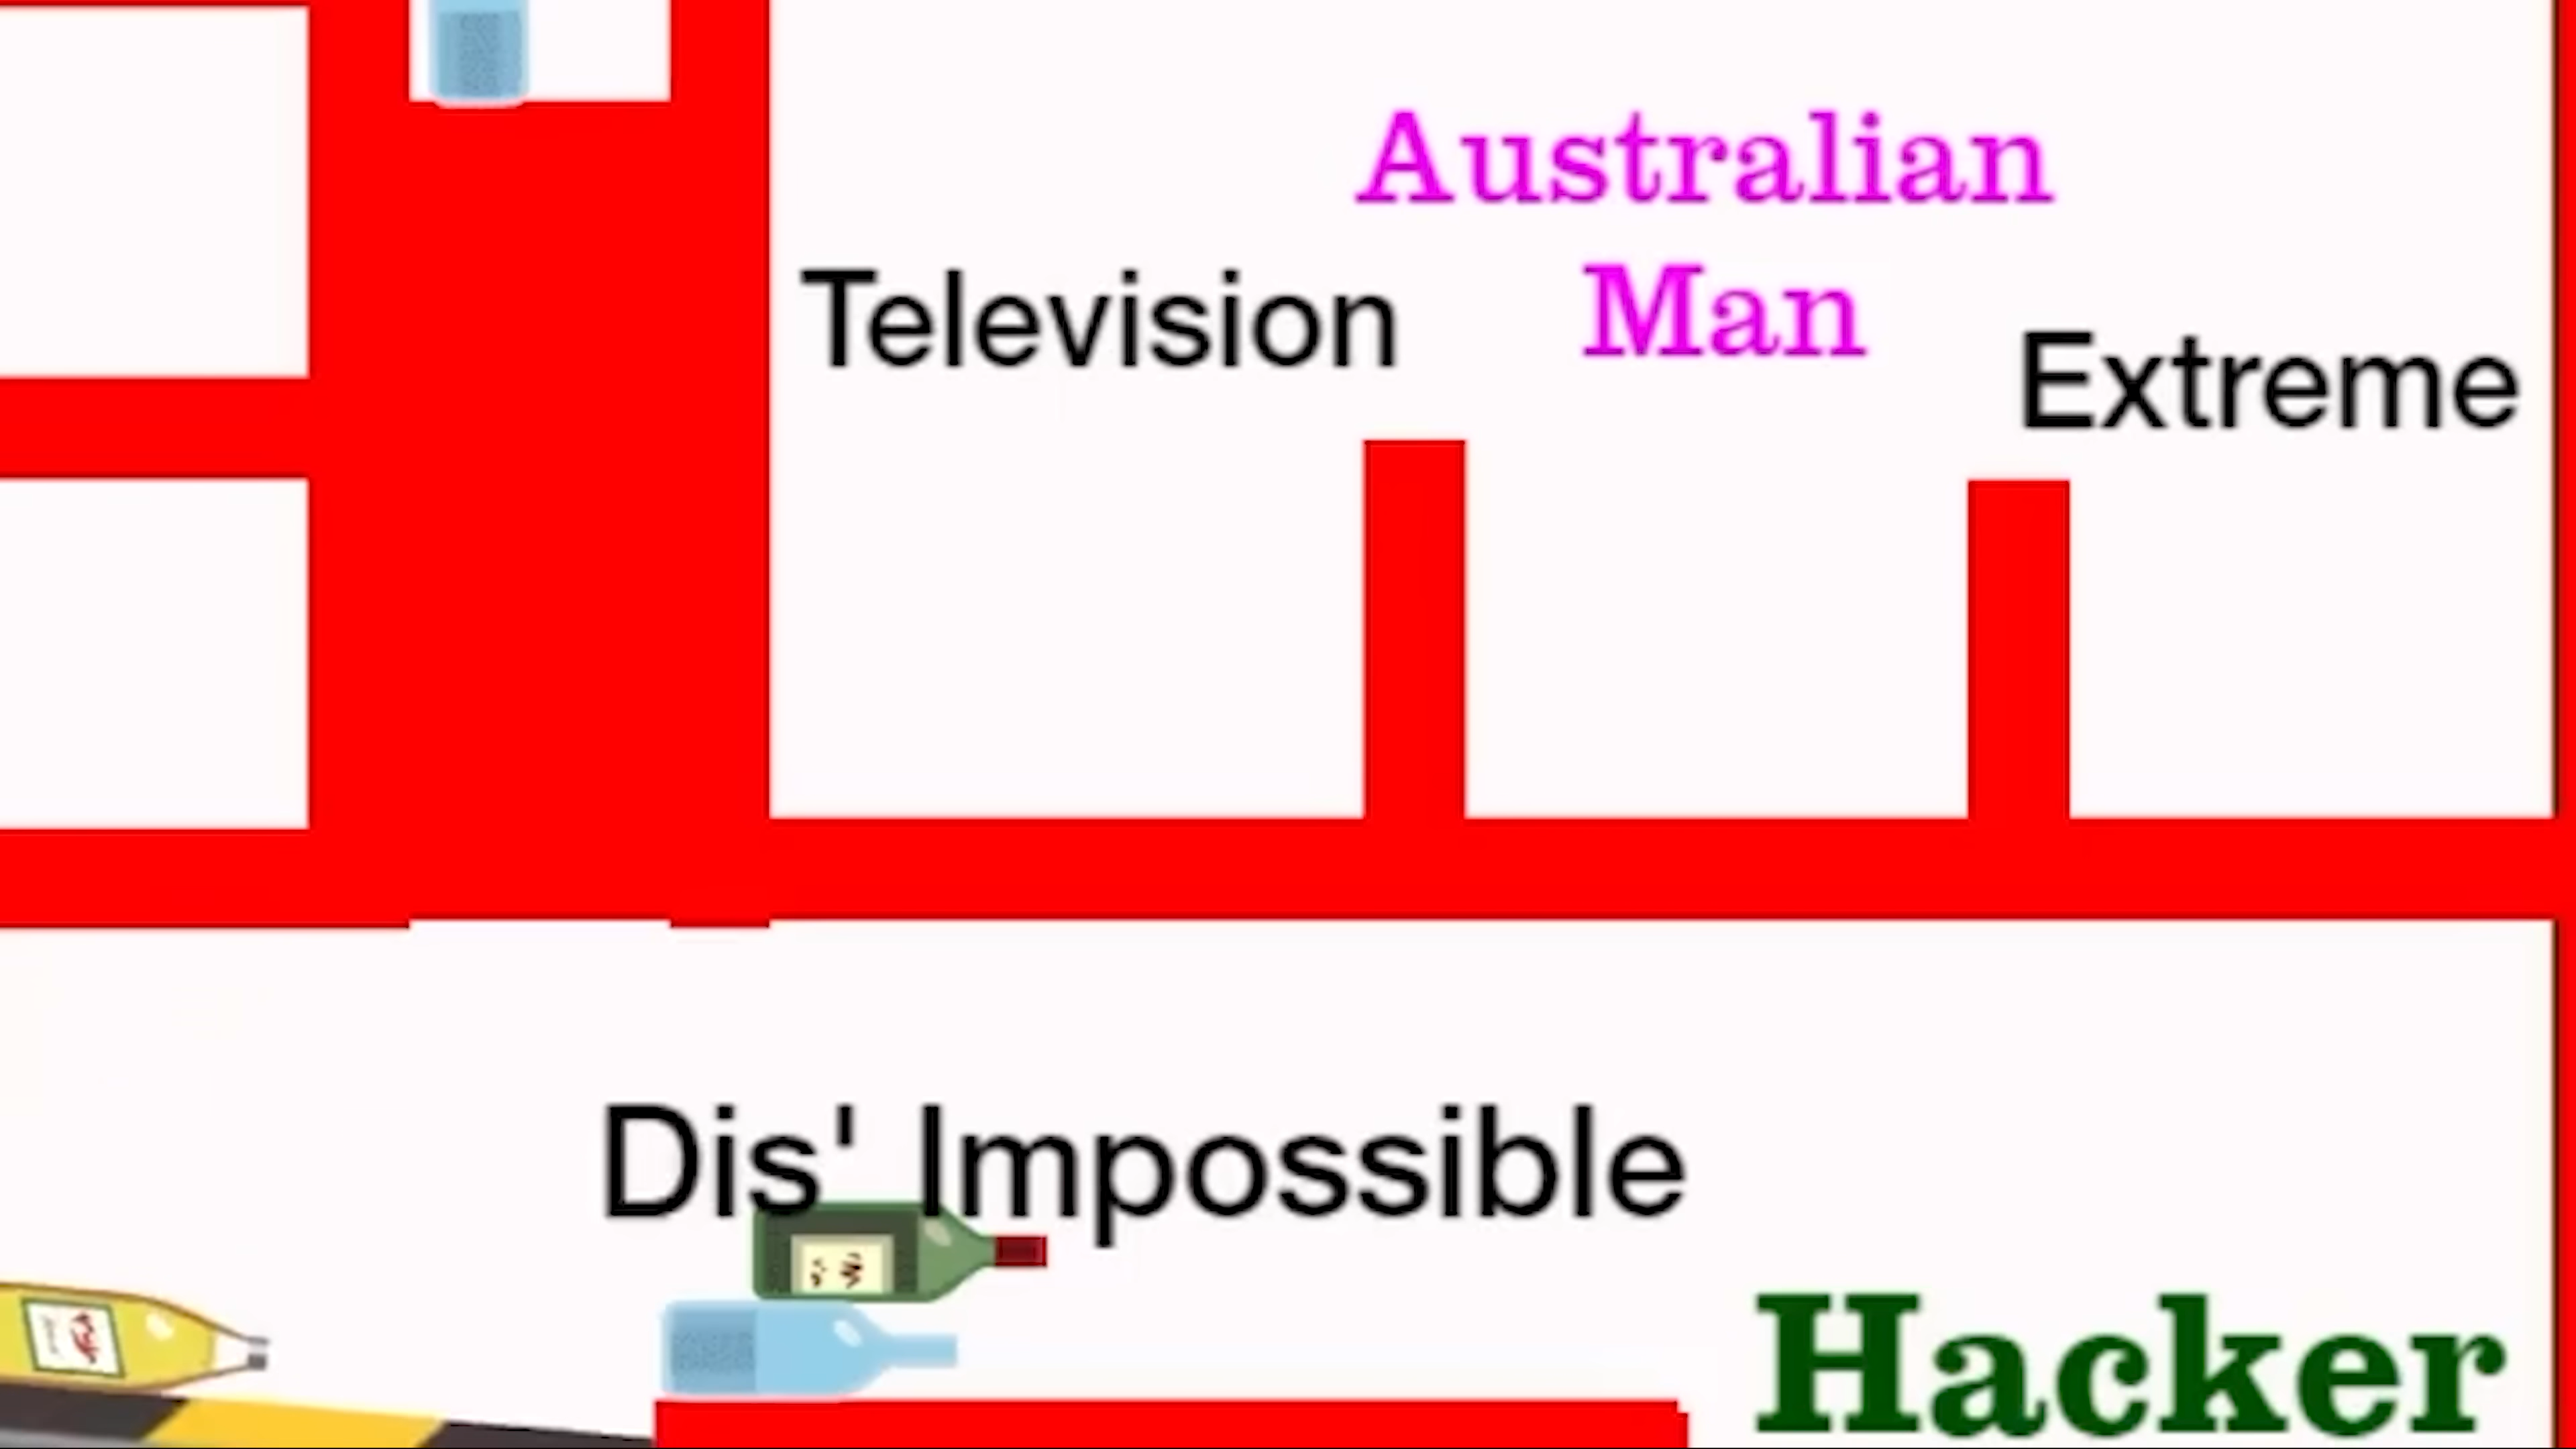 Australian
Man
Television
Extreme
Dis' Impossible
Hacker